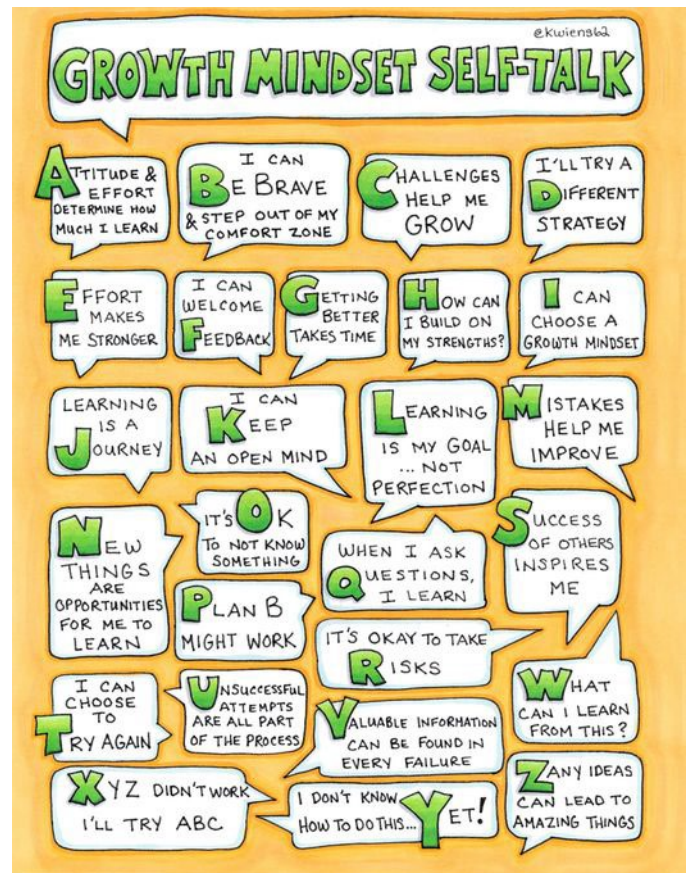 @kwiens62
GROWTH MINDSET SELF-TALK
ATTITUDE &
EFFORT
DETERMINE HOW
MUCH I LEARN
I CAN
BE BRAVE
& STEP OUT OF MY
COMFORT ZONE
CHALLENGES
HELP ME
GROW
I'LL TRY A
DIFFERENT
STRATEGY
EFFORT
MAKES
ME STRONGER
I CAN
WELCOME
FEEDBACK
GETTING
BETTER
TAKES TIME
HOW CAN
I BUILD ON
MY STRENGTHS?
I CAN
CHOOSE A
GROWTH MINDSET
LEARNING
IS A
JOURNEY
I CAN
KEEP
AN OPEN MIND
LEARNING
IS MY GOAL
... NOT
PERFECTION
MISTAKES
HELP ME
IMPROVE
NEW
THINGS
ARE
OPPORTUNITIES
FOR ME TO
LEARN
IT'S OK
TO NOT KNOW
SOMETHING
PLAN B
MIGHT WORK
WHEN I ASK
QUESTIONS,
I LEARN
IT'S OKAY TO TAKE
RISKS
SUCCESS
OF OTHERS
INSPIRES
ME
I CAN
CHOOSE
TO
TRY AGAIN
UNSUCCESSFUL
ATTEMPTS
ARE ALL PART
OF THE PROCESS
VALUABLE INFORMATION
CAN BE FOUND IN
EVERY FAILURE
WHAT
CAN I LEARN
FROM THIS?
XYZ DIDN'T WORK
I'LL TRY ABC
I DON'T KNOW
HOW TO DO THIS... YET!
ZANY IDEAS
CAN LEAD TO
AMAZING THINGS